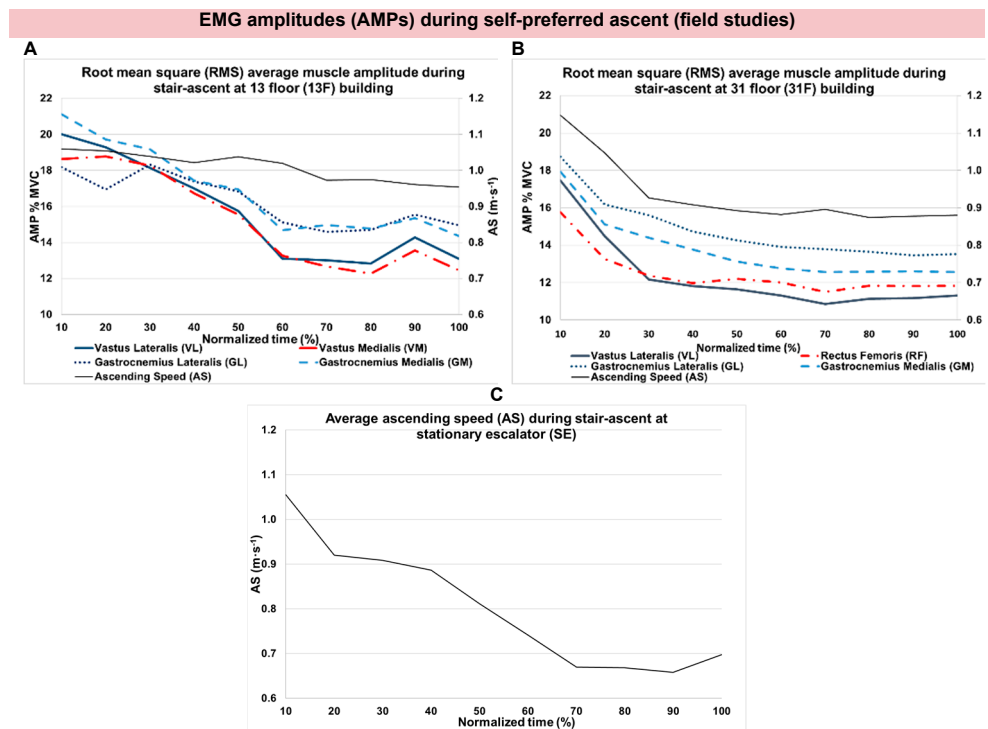 EMG amplitudes (AMPs) during self-preferred ascent (field studies)
A
Root mean square (RMS) average muscle amplitude during
stair-ascent at 13 floor (13F) building
22
20
18
16
14
12
10
AMP % MVC
1.2
1.1
1.0
0.9
0.8
0.7
0.6
AS (m·s⁻¹)
10 20 30 40 50 60 70 80 90 100
Normalized time (%)
Vastus Lateralis (VL) Vastus Medialis (VM)
Gastrocnemius Lateralis (GL) Gastrocnemius Medialis (GM)
Ascending Speed (AS)
B
Root mean square (RMS) average muscle amplitude during
stair-ascent at 31 floor (31F) building
22
20
18
16
14
12
10
AMP % MVC
1.2
1.1
1.0
0.9
0.8
0.7
0.6
10 20 30 40 50 60 70 80 90 100
Normalized time (%)
Vastus Lateralis (VL) Rectus Femoris (RF)
Gastrocnemius Lateralis (GL) Gastrocnemius Medialis (GM)
Ascending Speed (AS)
C
Average ascending speed (AS) during stair-ascent at
stationary escalator (SE)
1.2
1.1
1.0
0.9
0.8
0.7
0.6
AS (m·s⁻¹)
10 20 30 40 50 60 70 80 90 100
Normalized time (%)